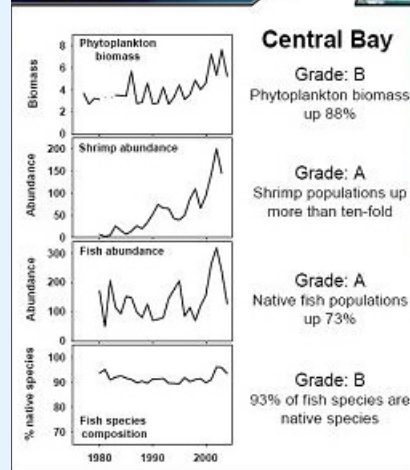 Central Bay
Phytoplankton
biomass
Biomass
8
6
4
2
0
Grade: B
Phytoplankton biomass
up 88%
Shrimp abundance
Abundance
200
150
100
50
0
Grade: A
Shrimp populations up
more than ten-fold
Fish abundance
Abundance
300
200
100
0
Grade: A
Native fish populations
up 73%
% native species
100
90
80
70
Fish species
composition
Grade: B
93% of fish species are
native species
1980 1990 2000